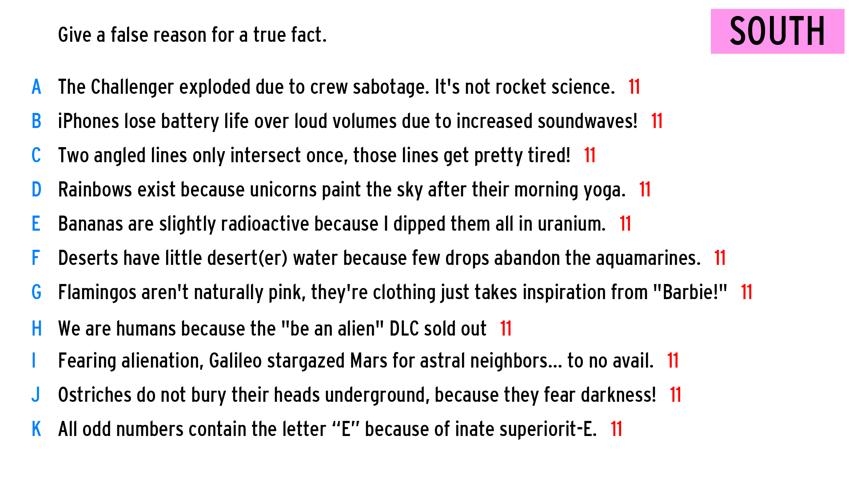 Give a false reason for a true fact.
SOUTH
A The Challenger exploded due to crew sabotage. It's not rocket science. 11
B iPhones lose battery life over loud volumes due to increased soundwaves! 11
C Two angled lines only intersect once, those lines get pretty tired! 11
D Rainbows exist because unicorns paint the sky after their morning yoga. 11
E Bananas are slightly radioactive because I dipped them all in uranium. 11
F Deserts have little desert(er) water because few drops abandon the aquamarines. 11
G Flamingos aren't naturally pink, they're clothing just takes inspiration from "Barbie!" 11
H We are humans because the "be an alien" DLC sold out 11
I Fearing alienation, Galileo stargazed Mars for astral neighbors... to no avail. 11
J Ostriches do not bury their heads underground, because they fear darkness! 11
K All odd numbers contain the letter “E” because of inate superiorit-E. 11